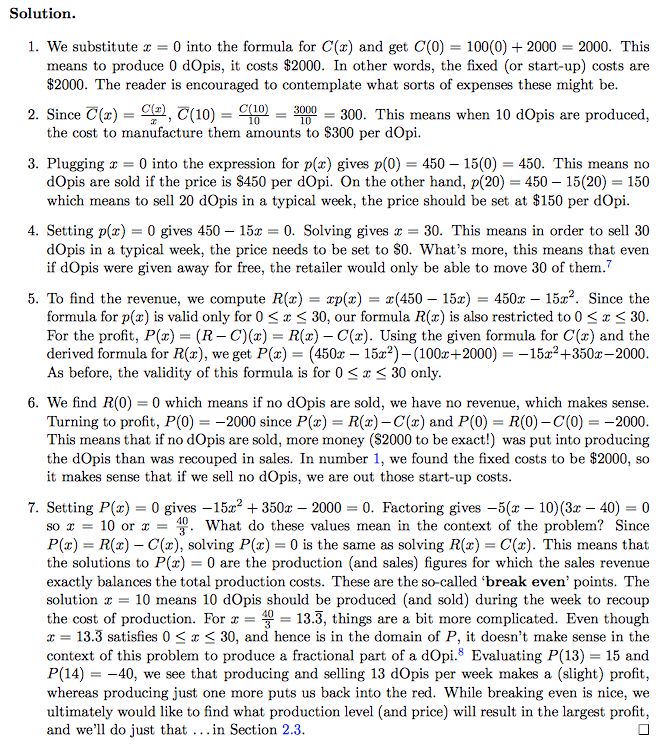 Solution.
1. We substitute x = 0 into the formula for C(x) and get C(0) = 100(0) + 2000 = 2000. This
means to produce 0 dOpis, it costs $2000. In other words, the fixed (or start-up) costs are
$2000. The reader is encouraged to contemplate what sorts of expenses these might be.
2. Since C̅(x) = C(x)/x, C̅(10) = C(10)/10 = 3000/10 = 300. This means when 10 dOpis are produced,
the cost to manufacture them amounts to $300 per dOpi.
3. Plugging x = 0 into the expression for p(x) gives p(0) = 450 − 15(0) = 450. This means no
dOpis are sold if the price is $450 per dOpi. On the other hand, p(20) = 450 − 15(20) = 150
which means to sell 20 dOpis in a typical week, the price should be set at $150 per dOpi.
4. Setting p(x) = 0 gives 450 − 15x = 0. Solving gives x = 30. This means in order to sell 30
dOpis in a typical week, the price needs to be set to $0. What's more, this means that even
if dOpis were given away for free, the retailer would only be able to move 30 of them.⁷
5. To find the revenue, we compute R(x) = xp(x) = x(450 − 15x) = 450x − 15x². Since the
formula for p(x) is valid only for 0 ≤ x ≤ 30, our formula R(x) is also restricted to 0 ≤ x ≤ 30.
For the profit, P(x) = (R − C)(x) = R(x) − C(x). Using the given formula for C(x) and the
derived formula for R(x), we get P(x) = (450x − 15x²)−(100x+2000) = −15x²+350x−2000.
As before, the validity of this formula is for 0 ≤ x ≤ 30 only.
6. We find R(0) = 0 which means if no dOpis are sold, we have no revenue, which makes sense.
Turning to profit, P(0) = −2000 since P(x) = R(x)−C(x) and P(0) = R(0)−C(0) = −2000.
This means that if no dOpis are sold, more money ($2000 to be exact!) was put into producing
the dOpis than was recouped in sales. In number 1, we found the fixed costs to be $2000, so
it makes sense that if we sell no dOpis, we are out those start-up costs.
7. Setting P(x) = 0 gives −15x² + 350x − 2000 = 0. Factoring gives −5(x − 10)(3x − 40) = 0
so x = 10 or x = 40/3. What do these values mean in the context of the problem? Since
P(x) = R(x) − C(x), solving P(x) = 0 is the same as solving R(x) = C(x). This means that
the solutions to P(x) = 0 are the production (and sales) figures for which the sales revenue
exactly balances the total production costs. These are the so-called 'break even' points. The
solution x = 10 means 10 dOpis should be produced (and sold) during the week to recoup
the cost of production. For x = 40/3 = 13.3̅, things are a bit more complicated. Even though
x = 13.3̅ satisfies 0 ≤ x ≤ 30, and hence is in the domain of P, it doesn't make sense in the
context of this problem to produce a fractional part of a dOpi.⁸ Evaluating P(13) = 15 and
P(14) = −40, we see that producing and selling 13 dOpis per week makes a (slight) profit,
whereas producing just one more puts us back into the red. While breaking even is nice, we
ultimately would like to find what production level (and price) will result in the largest profit,
and we'll do just that ...in Section 2.3. □